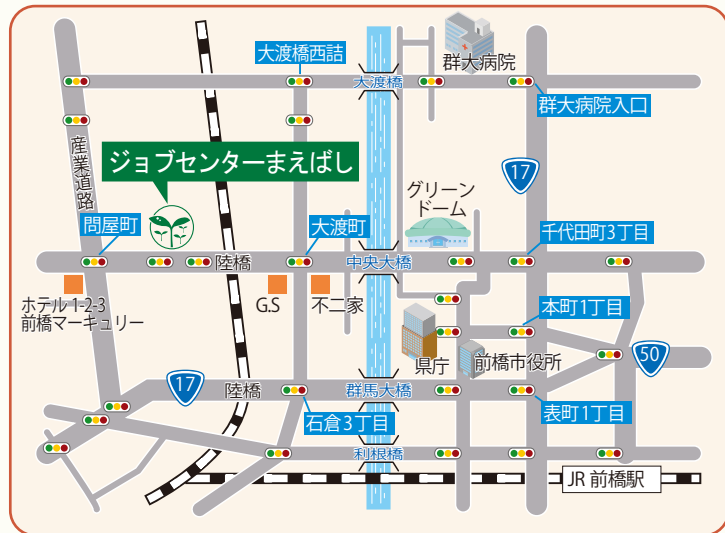 大渡橋西詰
群大病院
大渡橋
群大病院入口
産業道路
ジョブセンターまえばし
17
グリーン
ドーム
問屋町
大渡町
千代田町3丁目
陸橋
中央大橋
ホテル 1-2-3
前橋マーキュリー
G.S
不二家
本町1丁目
県庁
前橋市役所
50
17
陸橋
群馬大橋
石倉3丁目
表町1丁目
利根橋
JR 前橋駅